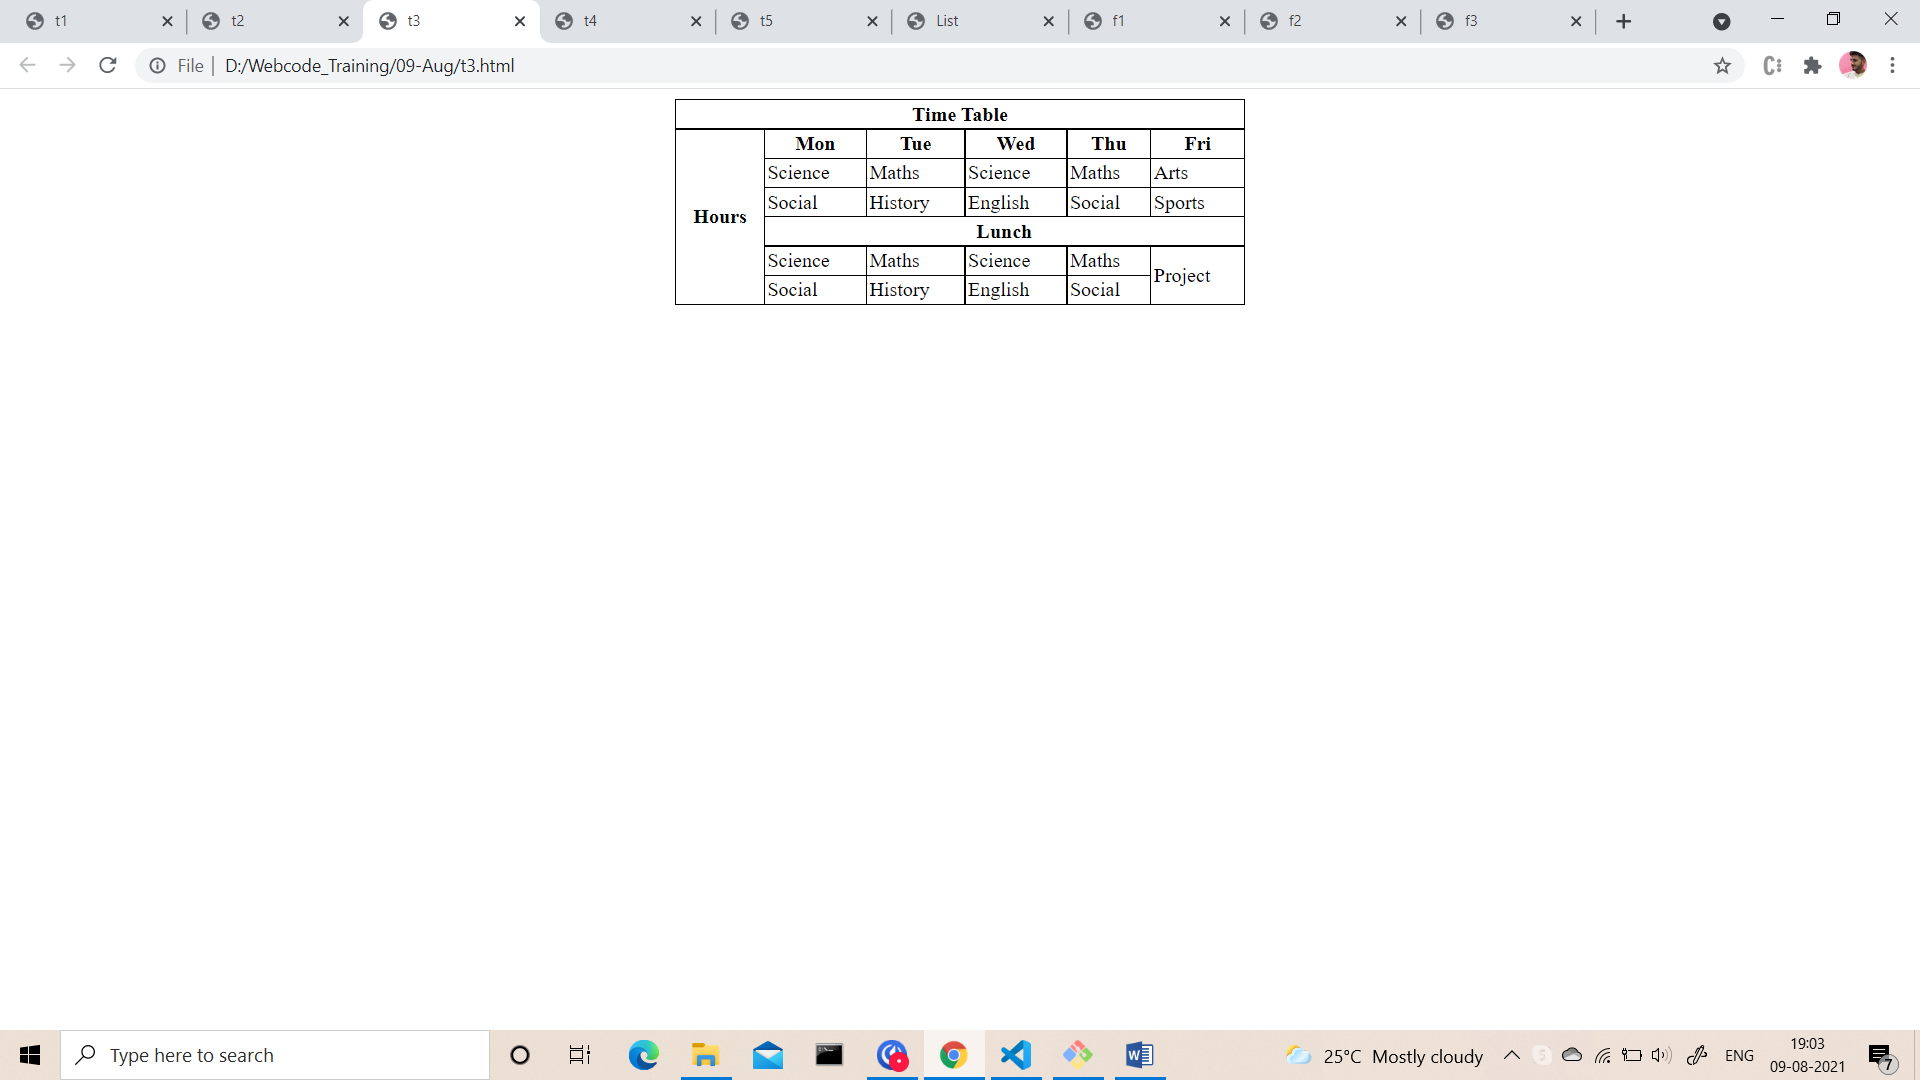 t1 t2 t3 t4 t5 List f1 f2 f3
File D:/Webcode_Training/09-Aug/t3.html
Time Table
Hours Mon Tue Wed Thu Fri
Science Maths Science Maths Arts
Social History English Social Sports
Lunch
Science Maths Science Maths Project
Social History English Social
Type here to search
25°C Mostly cloudy
ENG
19:03
09-08-2021
7